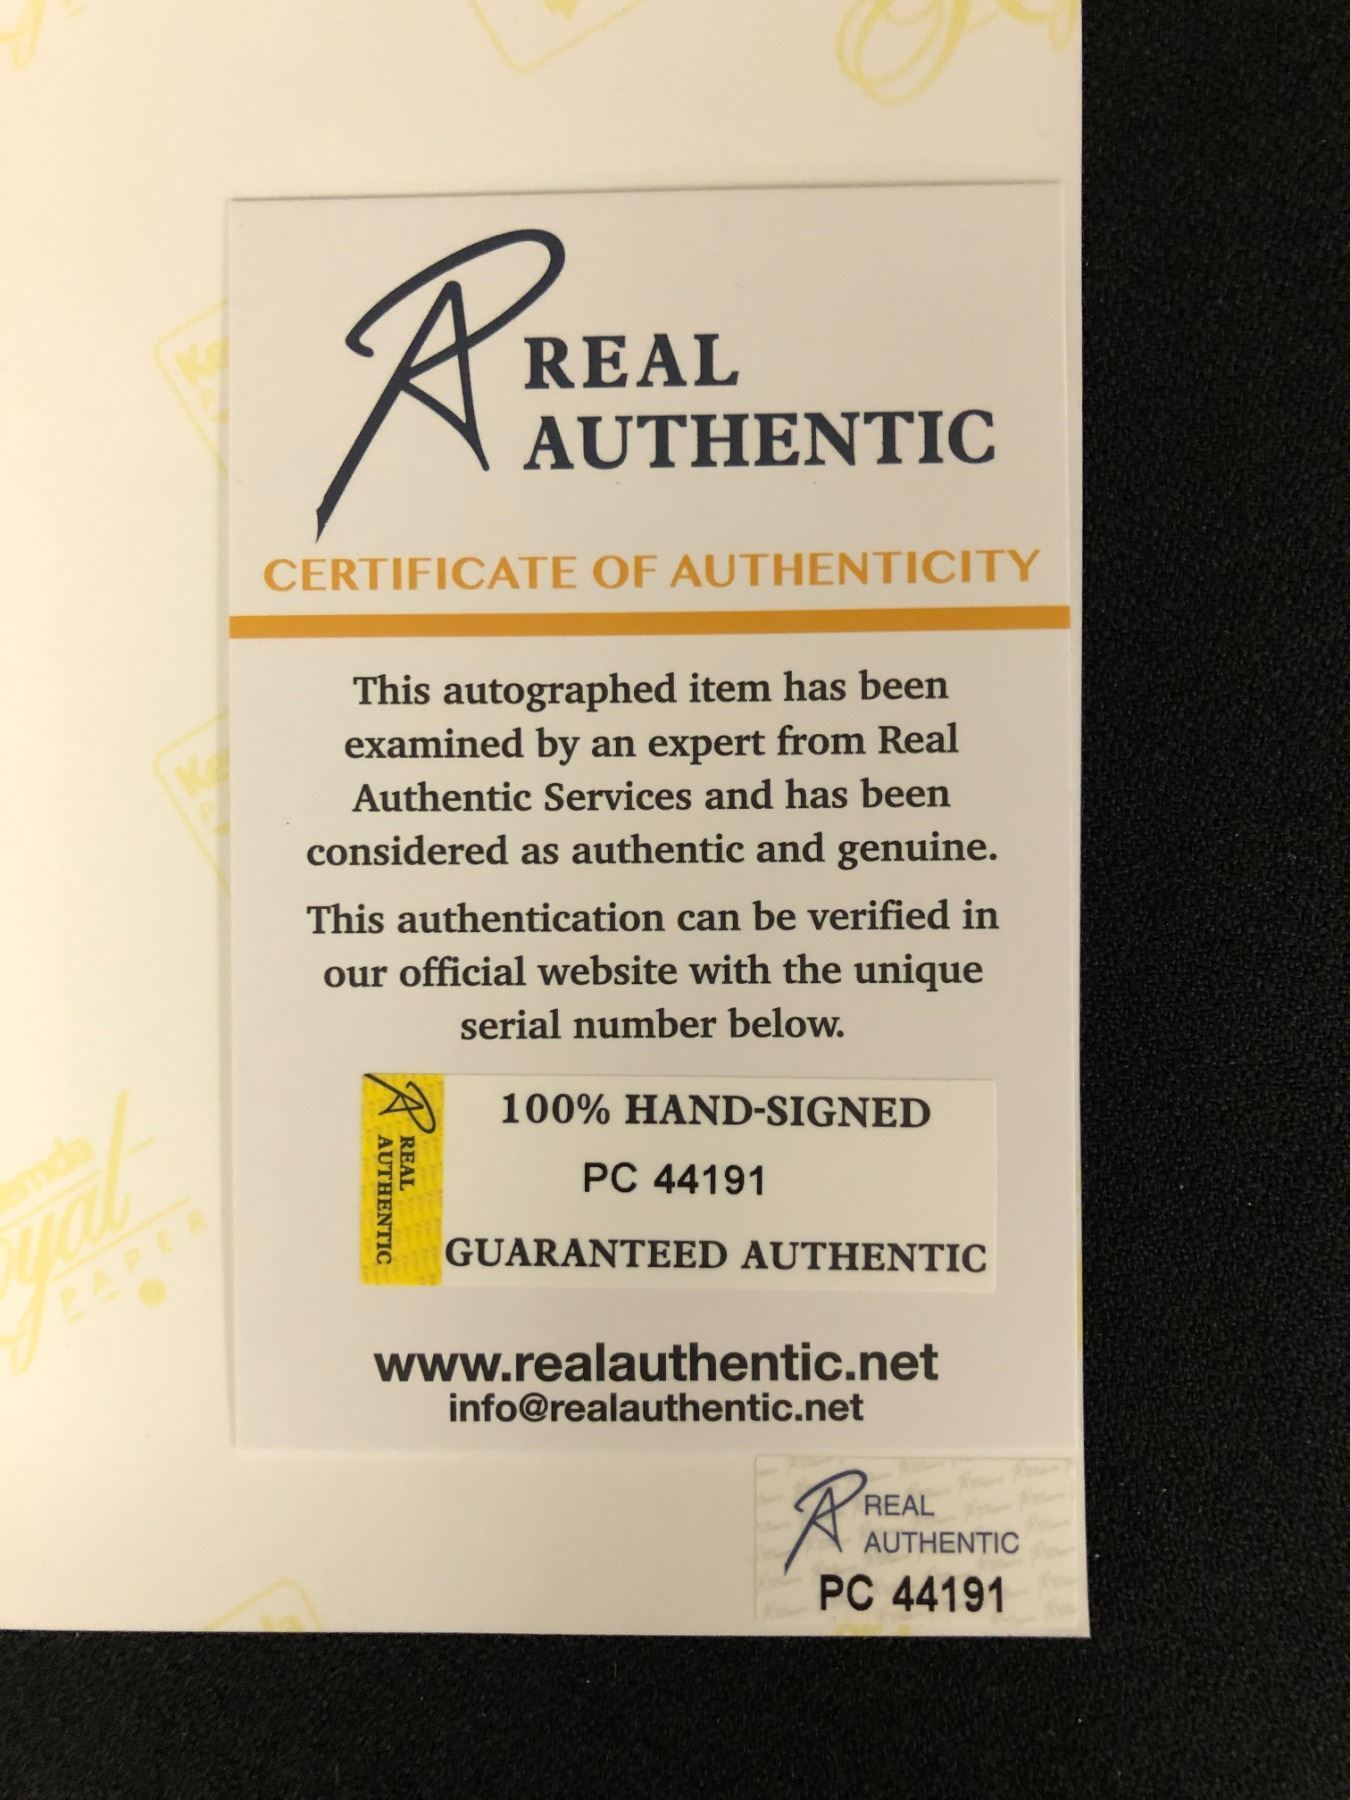 REAL
AUTHENTIC
CERTIFICATE OF AUTHENTICITY
This autographed item has been
examined by an expert from Real
Authentic Services and has been
considered as authentic and genuine.
This authentication can be verified in
our official website with the unique
serial number below.
REAL
AUTHENTIC
100% HAND-SIGNED
PC 44191
GUARANTEED AUTHENTIC
www.realauthentic.net
info@realauthentic.net
REAL
AUTHENTIC
PC 44191
Royal
PAPER